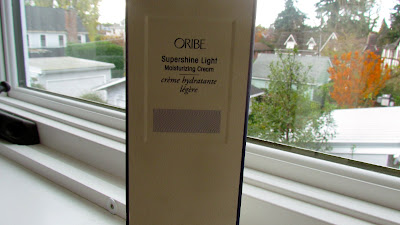 ORIBE
Supershine Light
Moisturizing Cream
crème hydratante
légère